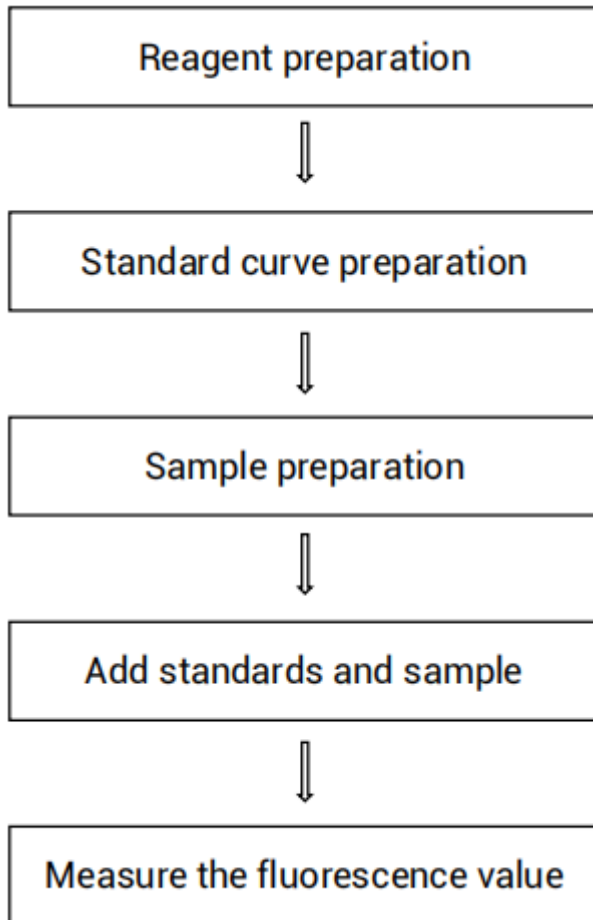 Reagent preparation
Standard curve preparation
Sample preparation
Add standards and sample
Measure the fluorescence value